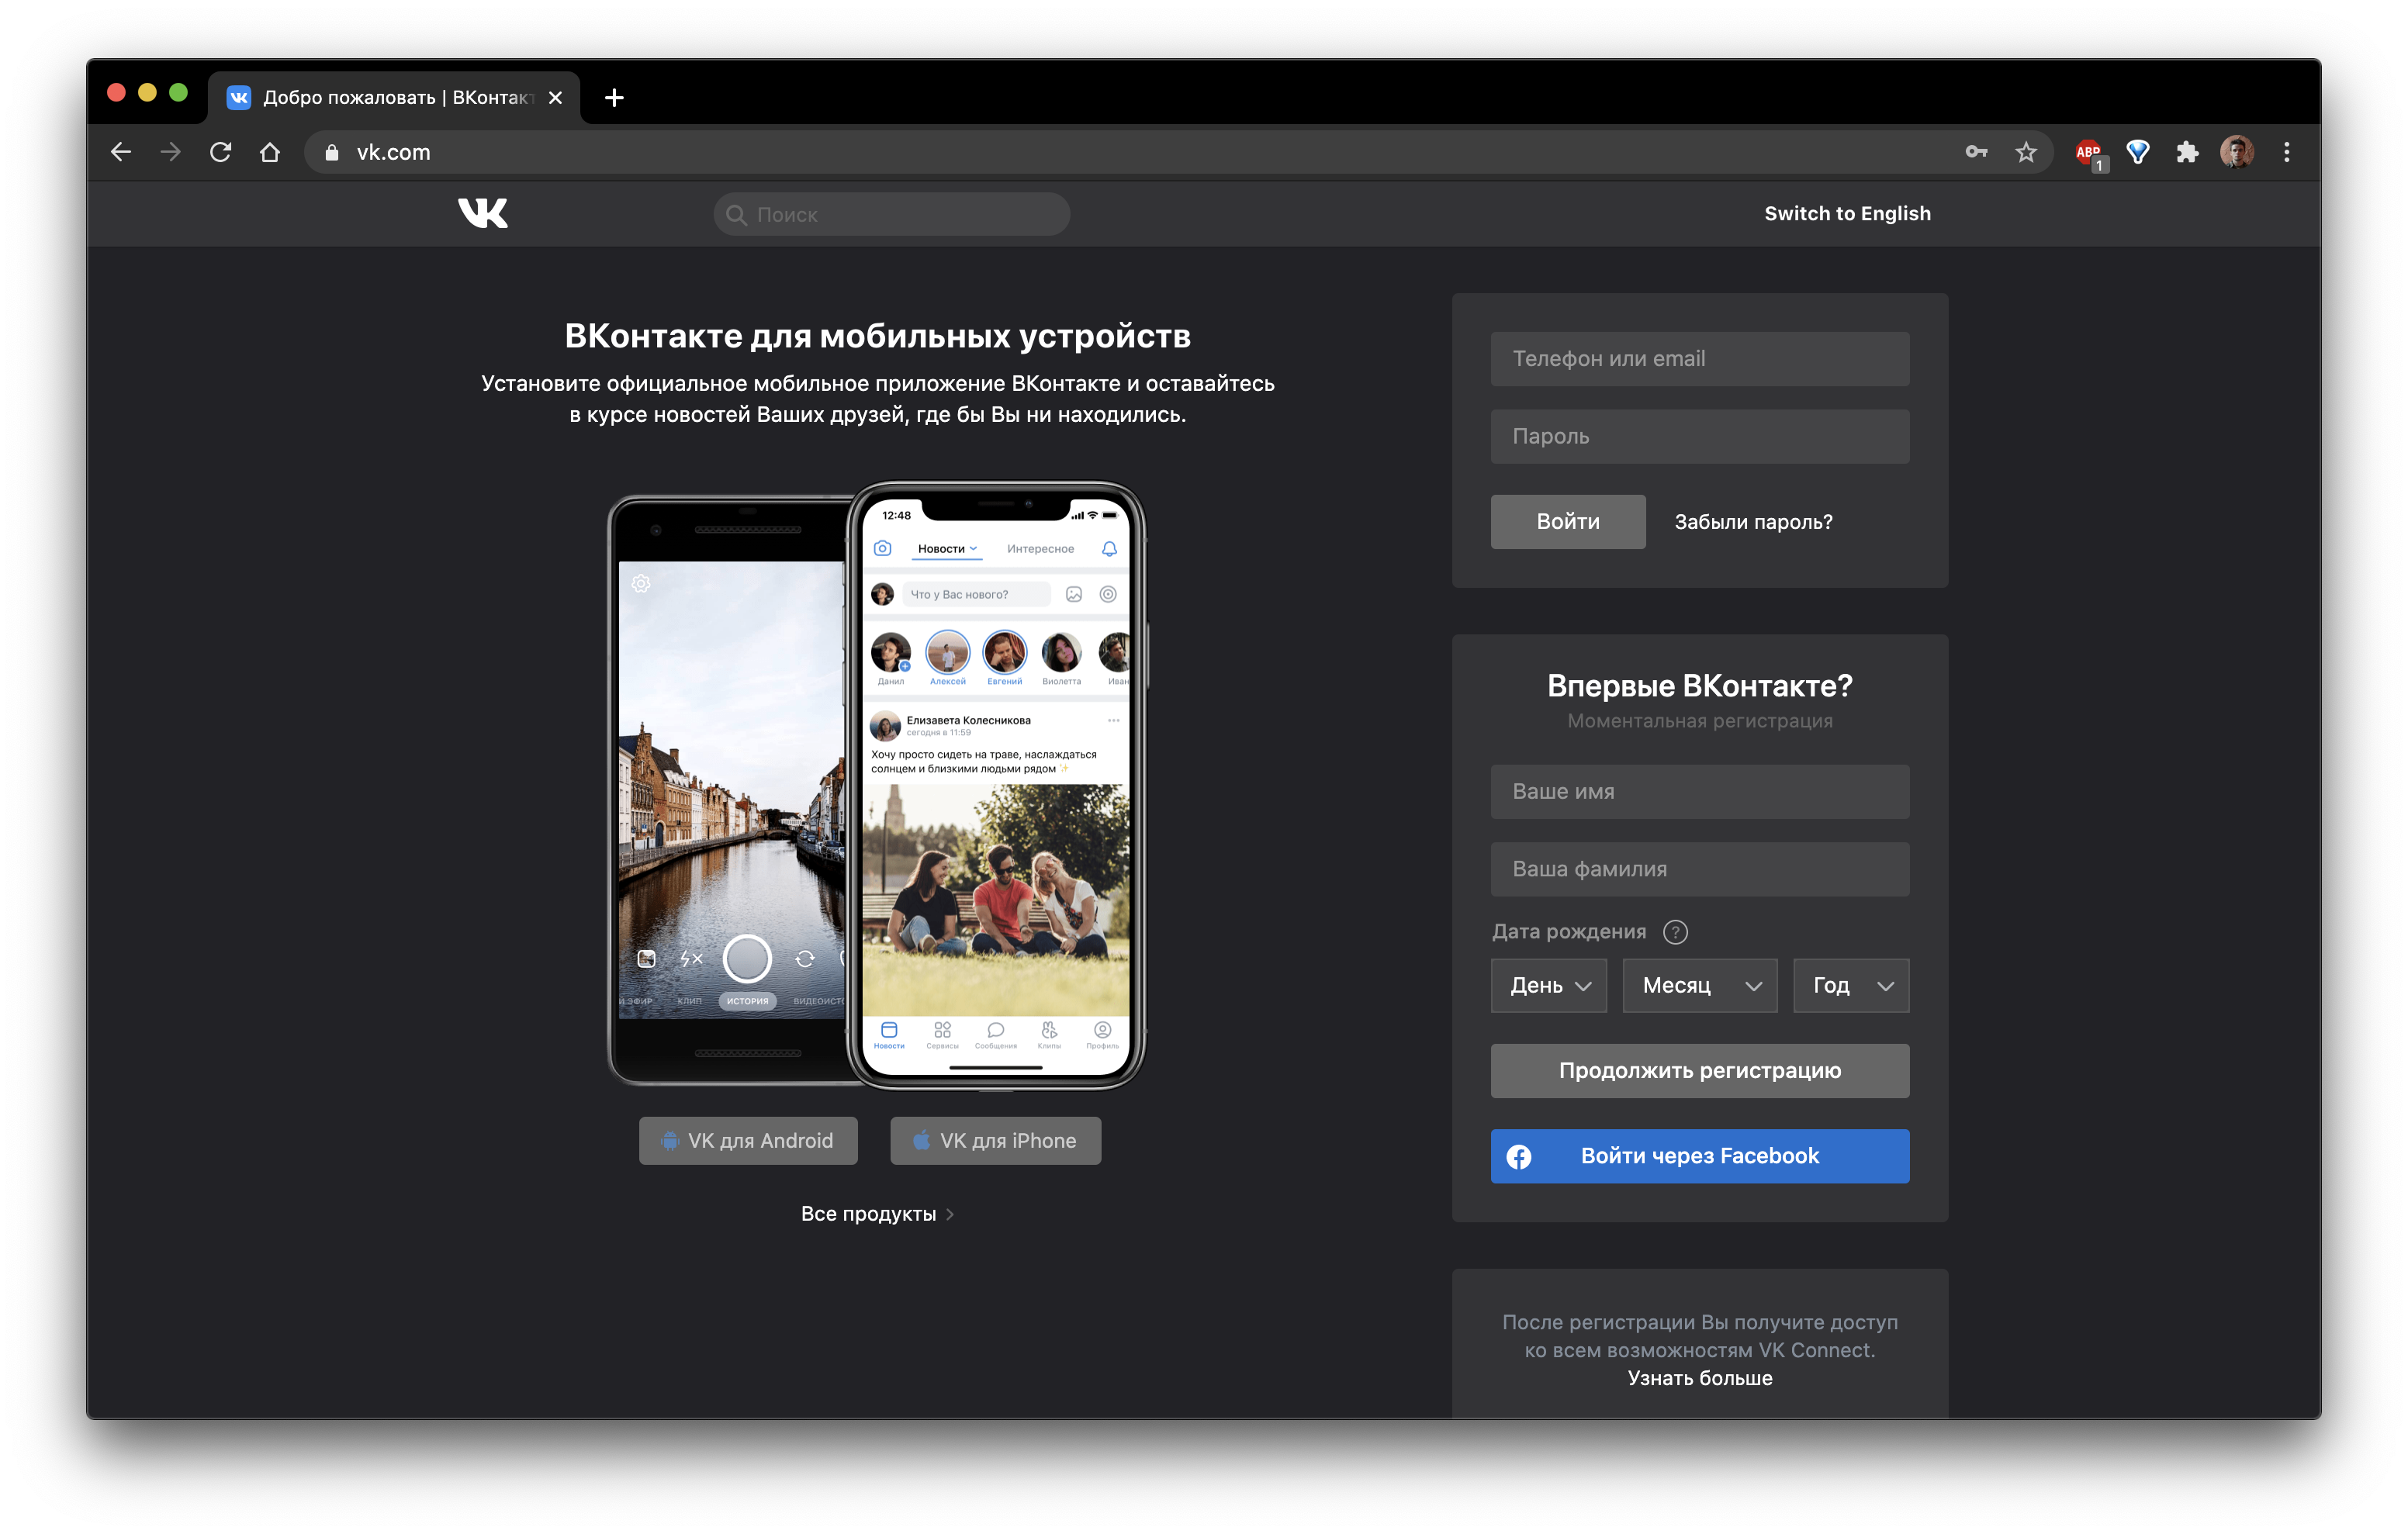 Добро пожаловать | ВКонтакт
vk.com
ABP
1
VK
Поиск
Switch to English
ВКонтакте для мобильных устройств
Установите официальное мобильное приложение ВКонтакте и оставайтесь
в курсе новостей Ваших друзей, где бы Вы ни находились.
12:48
Новости
Интересное
Что у Вас нового?
Данил
Алексей
Евгений
Виолетта
Иван
Елизавета Колесникова
сегодня в 11:59
Хочу просто сидеть на траве, наслаждаться
солнцем и близкими людьми рядом ✨
Новости
Сервисы
Сообщения
Клипы
Профиль
ЭФИР
КЛИП
ИСТОРИЯ
ВИДЕОИСТО
VK для Android
VK для iPhone
Все продукты
Телефон или email
Пароль
Войти
Забыли пароль?
Впервые ВКонтакте?
Моментальная регистрация
Ваше имя
Ваша фамилия
Дата рождения ?
День
Месяц
Год
Продолжить регистрацию
Войти через Facebook
После регистрации Вы получите доступ
ко всем возможностям VK Connect.
Узнать больше